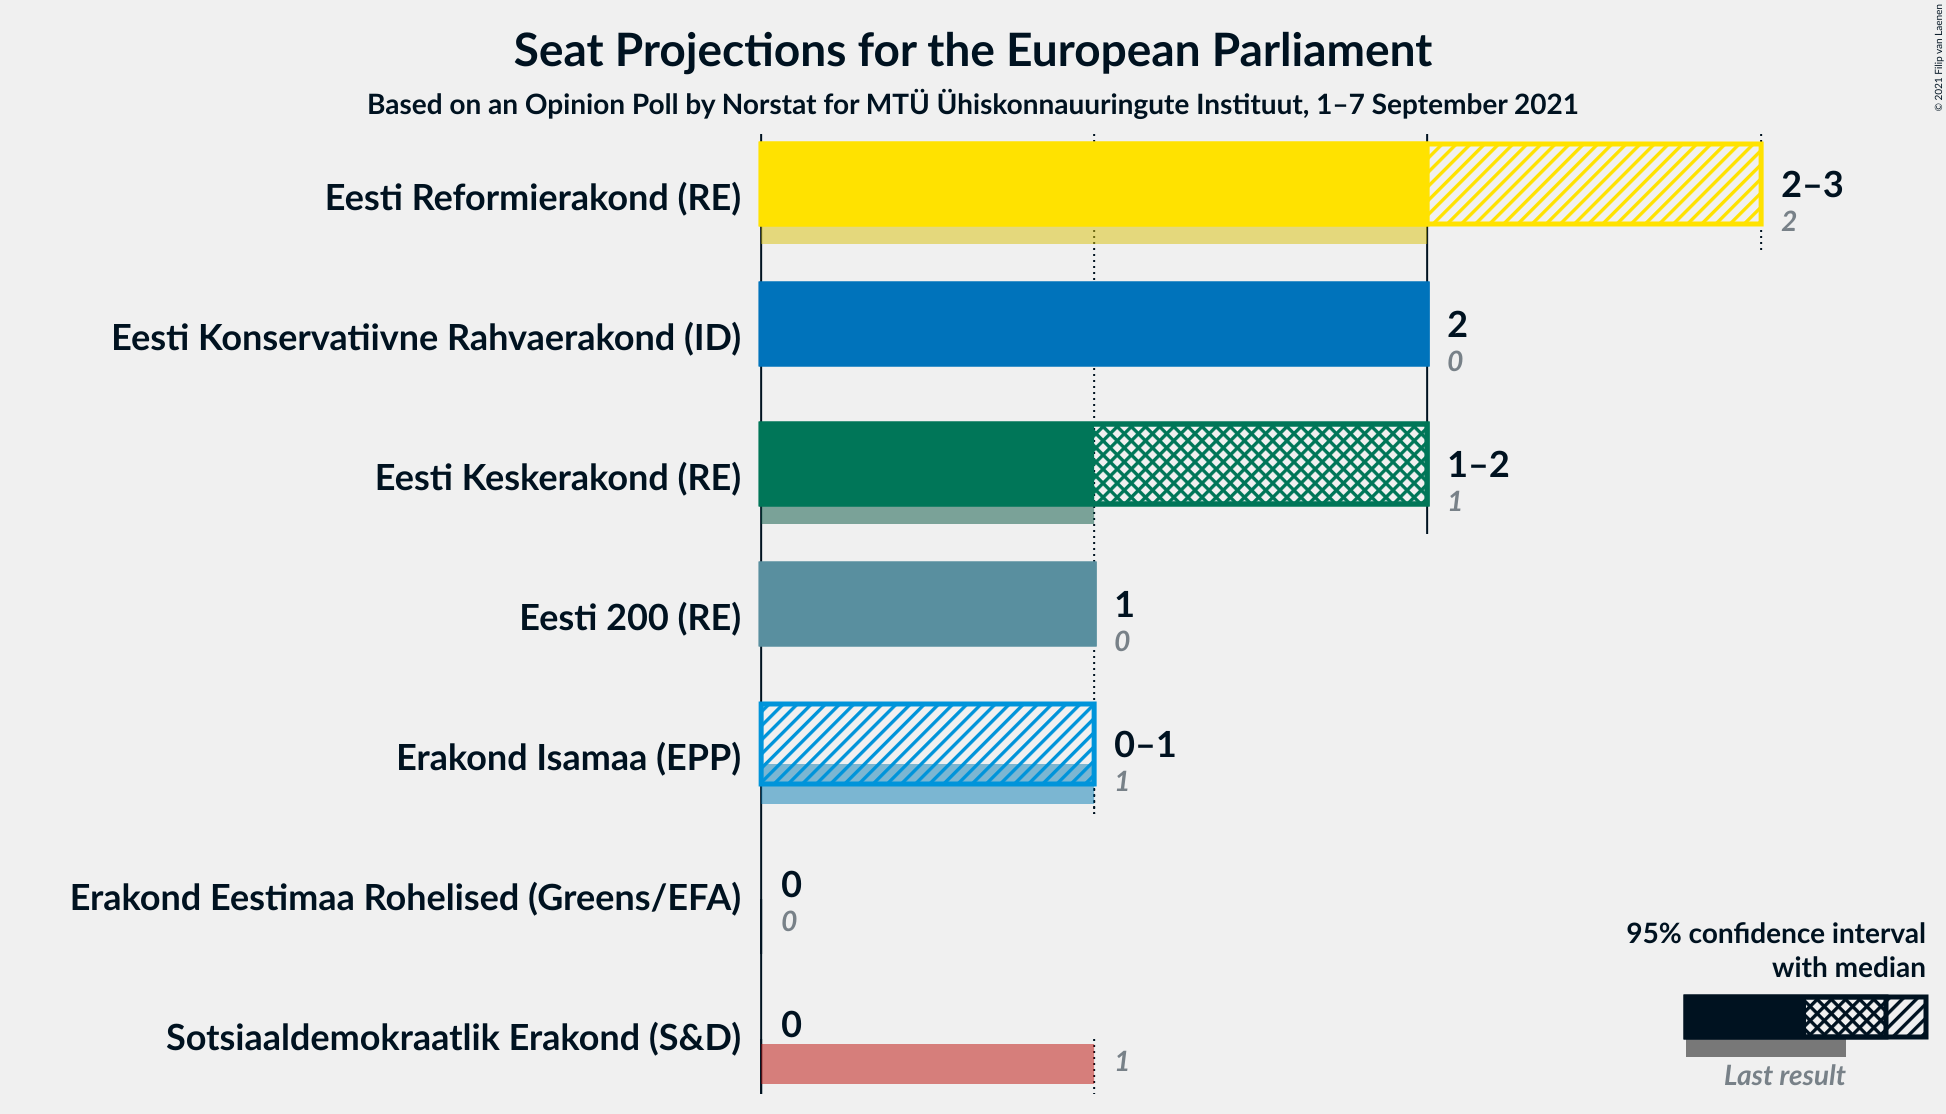 Seat Projections for the European Parliament
Based on an Opinion Poll by Norstat for MTÜ Ühiskonnauuringute Instituut, 1–7 September 2021
© 2021 Filip van Laenen
Eesti Reformierakond (RE)
2–3
2
Eesti Konservatiivne Rahvaerakond (ID)
2
0
Eesti Keskerakond (RE)
1–2
1
Eesti 200 (RE)
1
0
Erakond Isamaa (EPP)
0–1
1
Erakond Eestimaa Rohelised (Greens/EFA)
0
0
Sotsiaaldemokraatlik Erakond (S&D)
0
1
95% confidence interval
with median
Last result